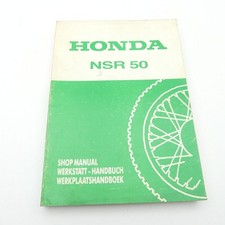 HONDA
NSR 50
SHOP MANUAL
WERKSTATT - HANDBUCH
WERKPLAATSHANDBOEK